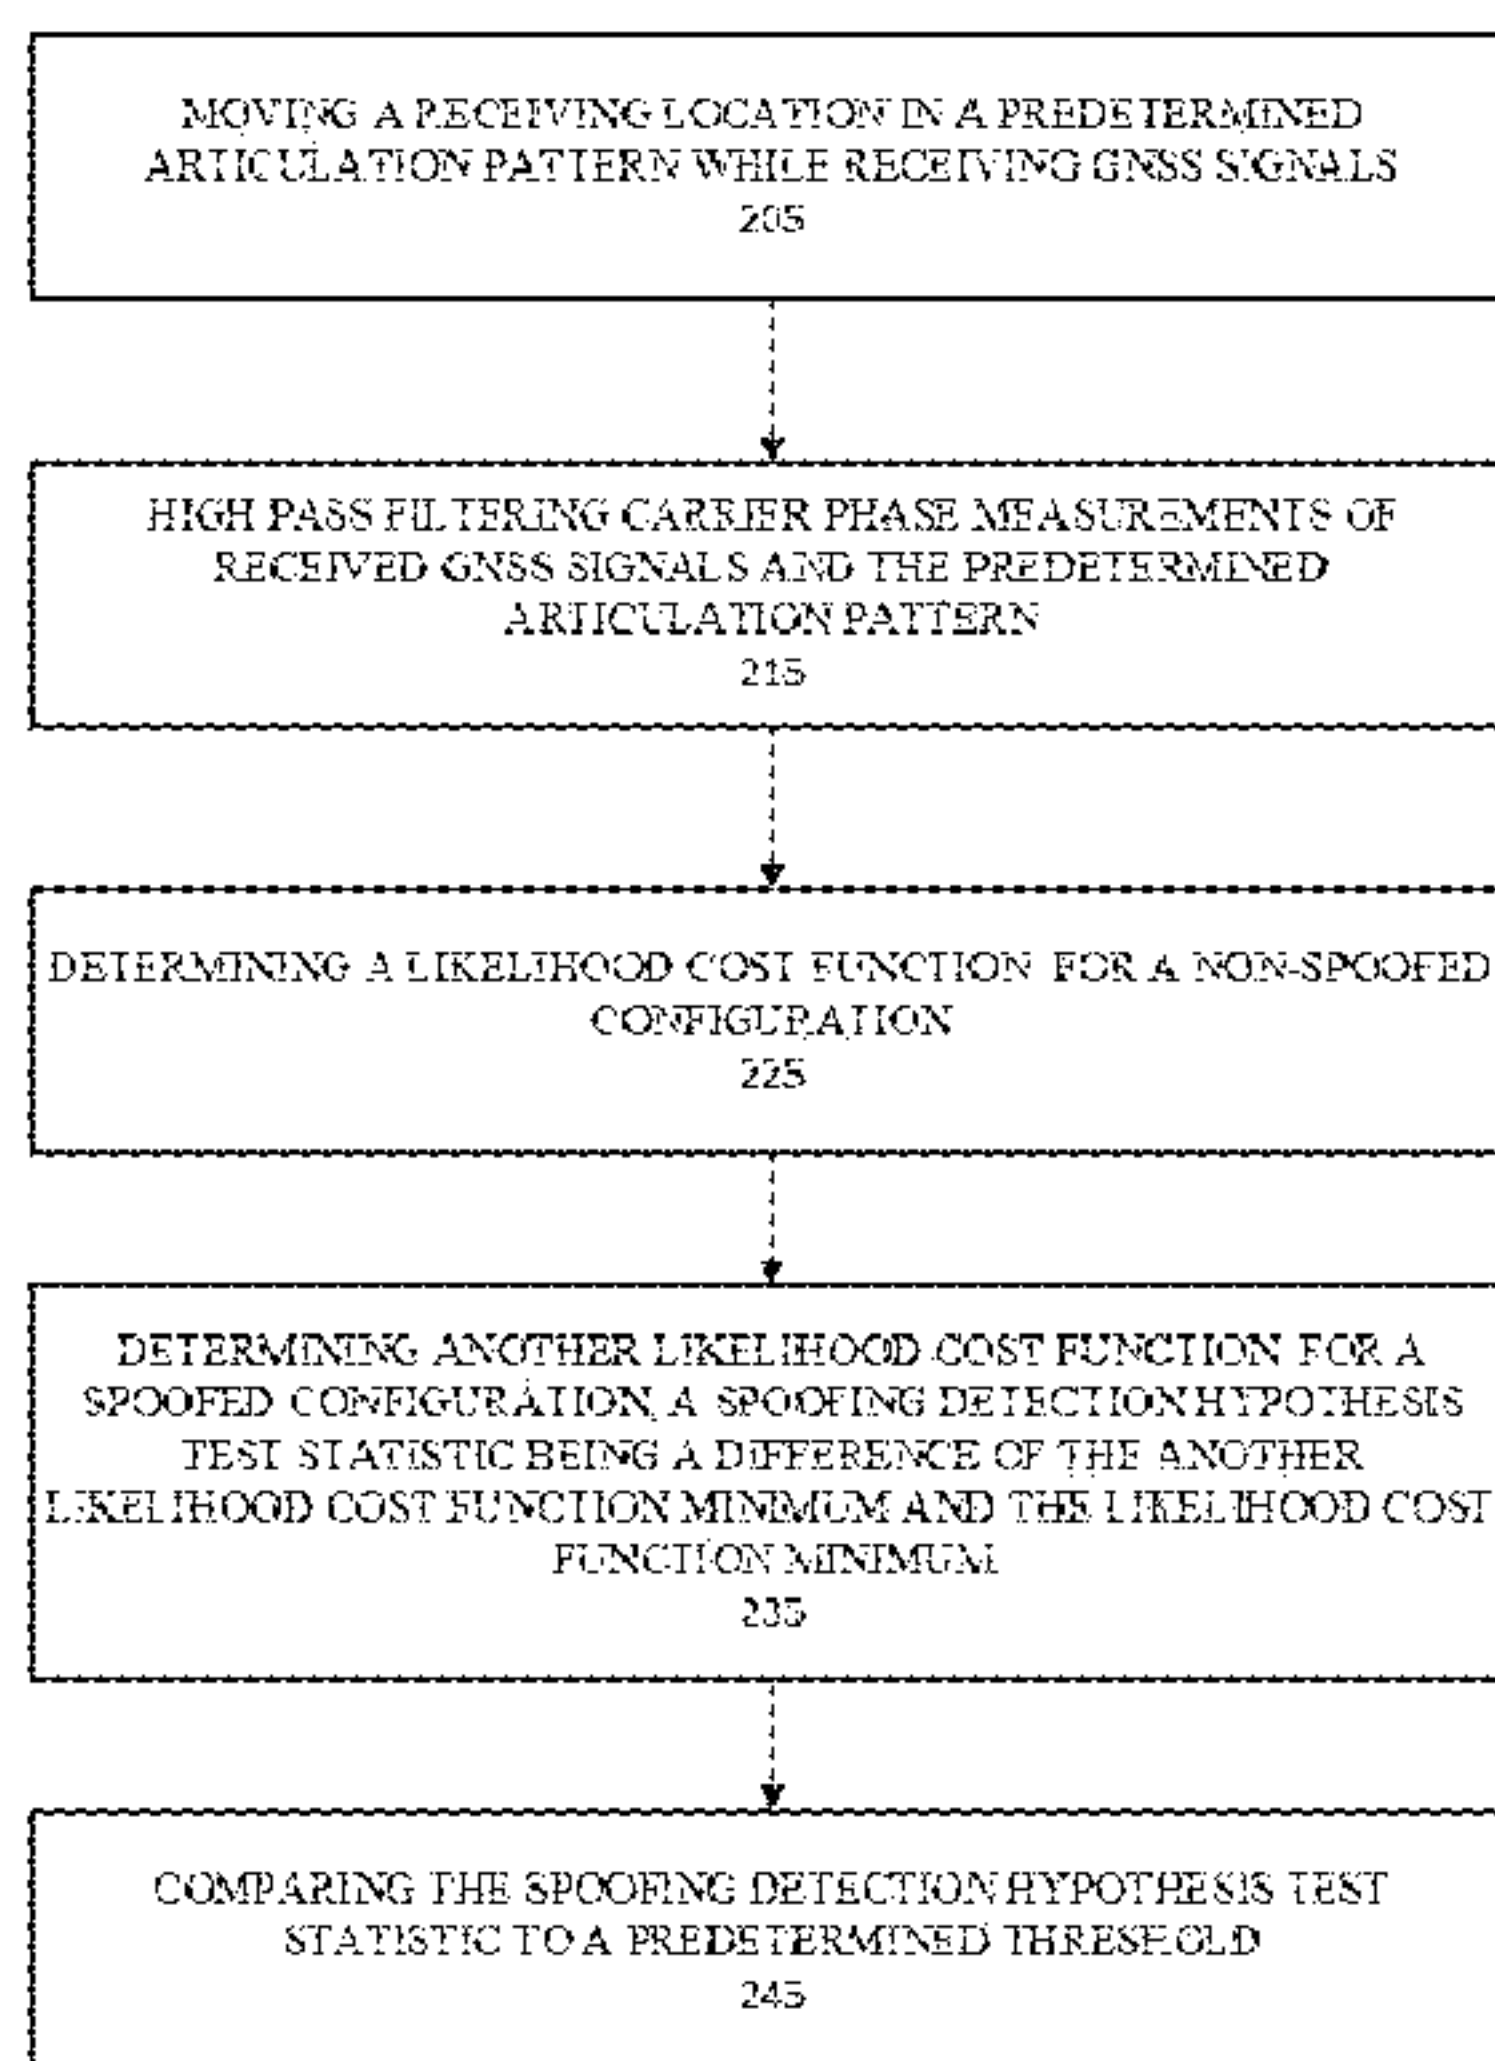 MOVING A RECEIVING LOCATION IN A PREDETERMINED
ARTICULATION PATTERN WHILE RECEIVING GNSS SIGNALS
205
HIGH PASS FILTERING CARRIER PHASE MEASUREMENTS OF
RECEIVED GNSS SIGNALS AND THE PREDETERMINED
ARTICULATION PATTERN
215
DETERMINING A LIKELIHOOD COST FUNCTION FOR A NON-SPOOFED
CONFIGURATION
225
DETERMINING ANOTHER LIKELIHOOD COST FUNCTION FOR A
SPOOFED CONFIGURATION, A SPOOFING DETECTION HYPOTHESIS
TEST STATISTIC BEING A DIFFERENCE OF THE ANOTHER
LIKELIHOOD COST FUNCTION MINIMUM AND THE LIKELIHOOD COST
FUNCTION MINIMUM
235
COMPARING THE SPOOFING DETECTION HYPOTHESIS TEST
STATISTIC TO A PREDETERMINED THRESHOLD
245